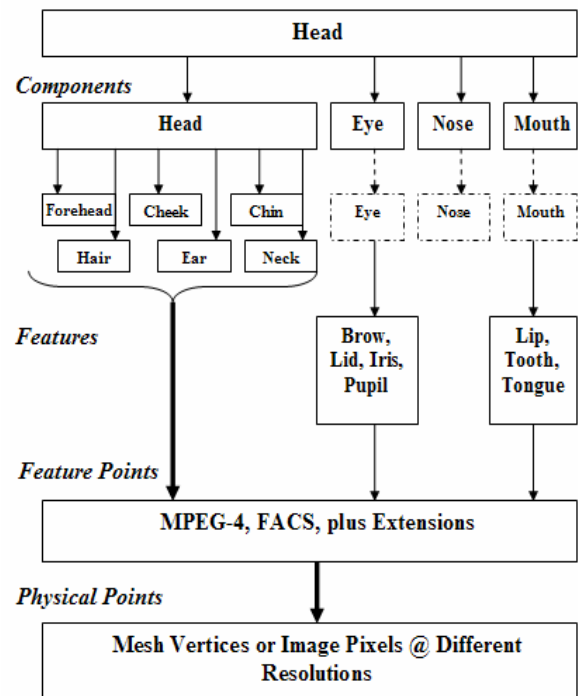 Head
Components
Head
Eye
Nose
Mouth
Forehead
Cheek
Chin
Eye
Nose
Mouth
Hair
Ear
Neck
Features
Brow,
Lid, Iris,
Pupil
Lip,
Tooth,
Tongue
Feature Points
MPEG-4, FACS, plus Extensions
Physical Points
Mesh Vertices or Image Pixels @ Different
Resolutions